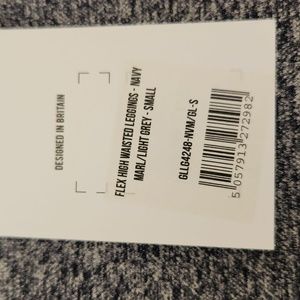 DESIGNED IN BRITAIN
FLEX HIGH WAISTED LEGGINGS - NAVY
MARL/LIGHT GREY - SMALL
GLLG4248-NVM/GL-S
5 057913 272982